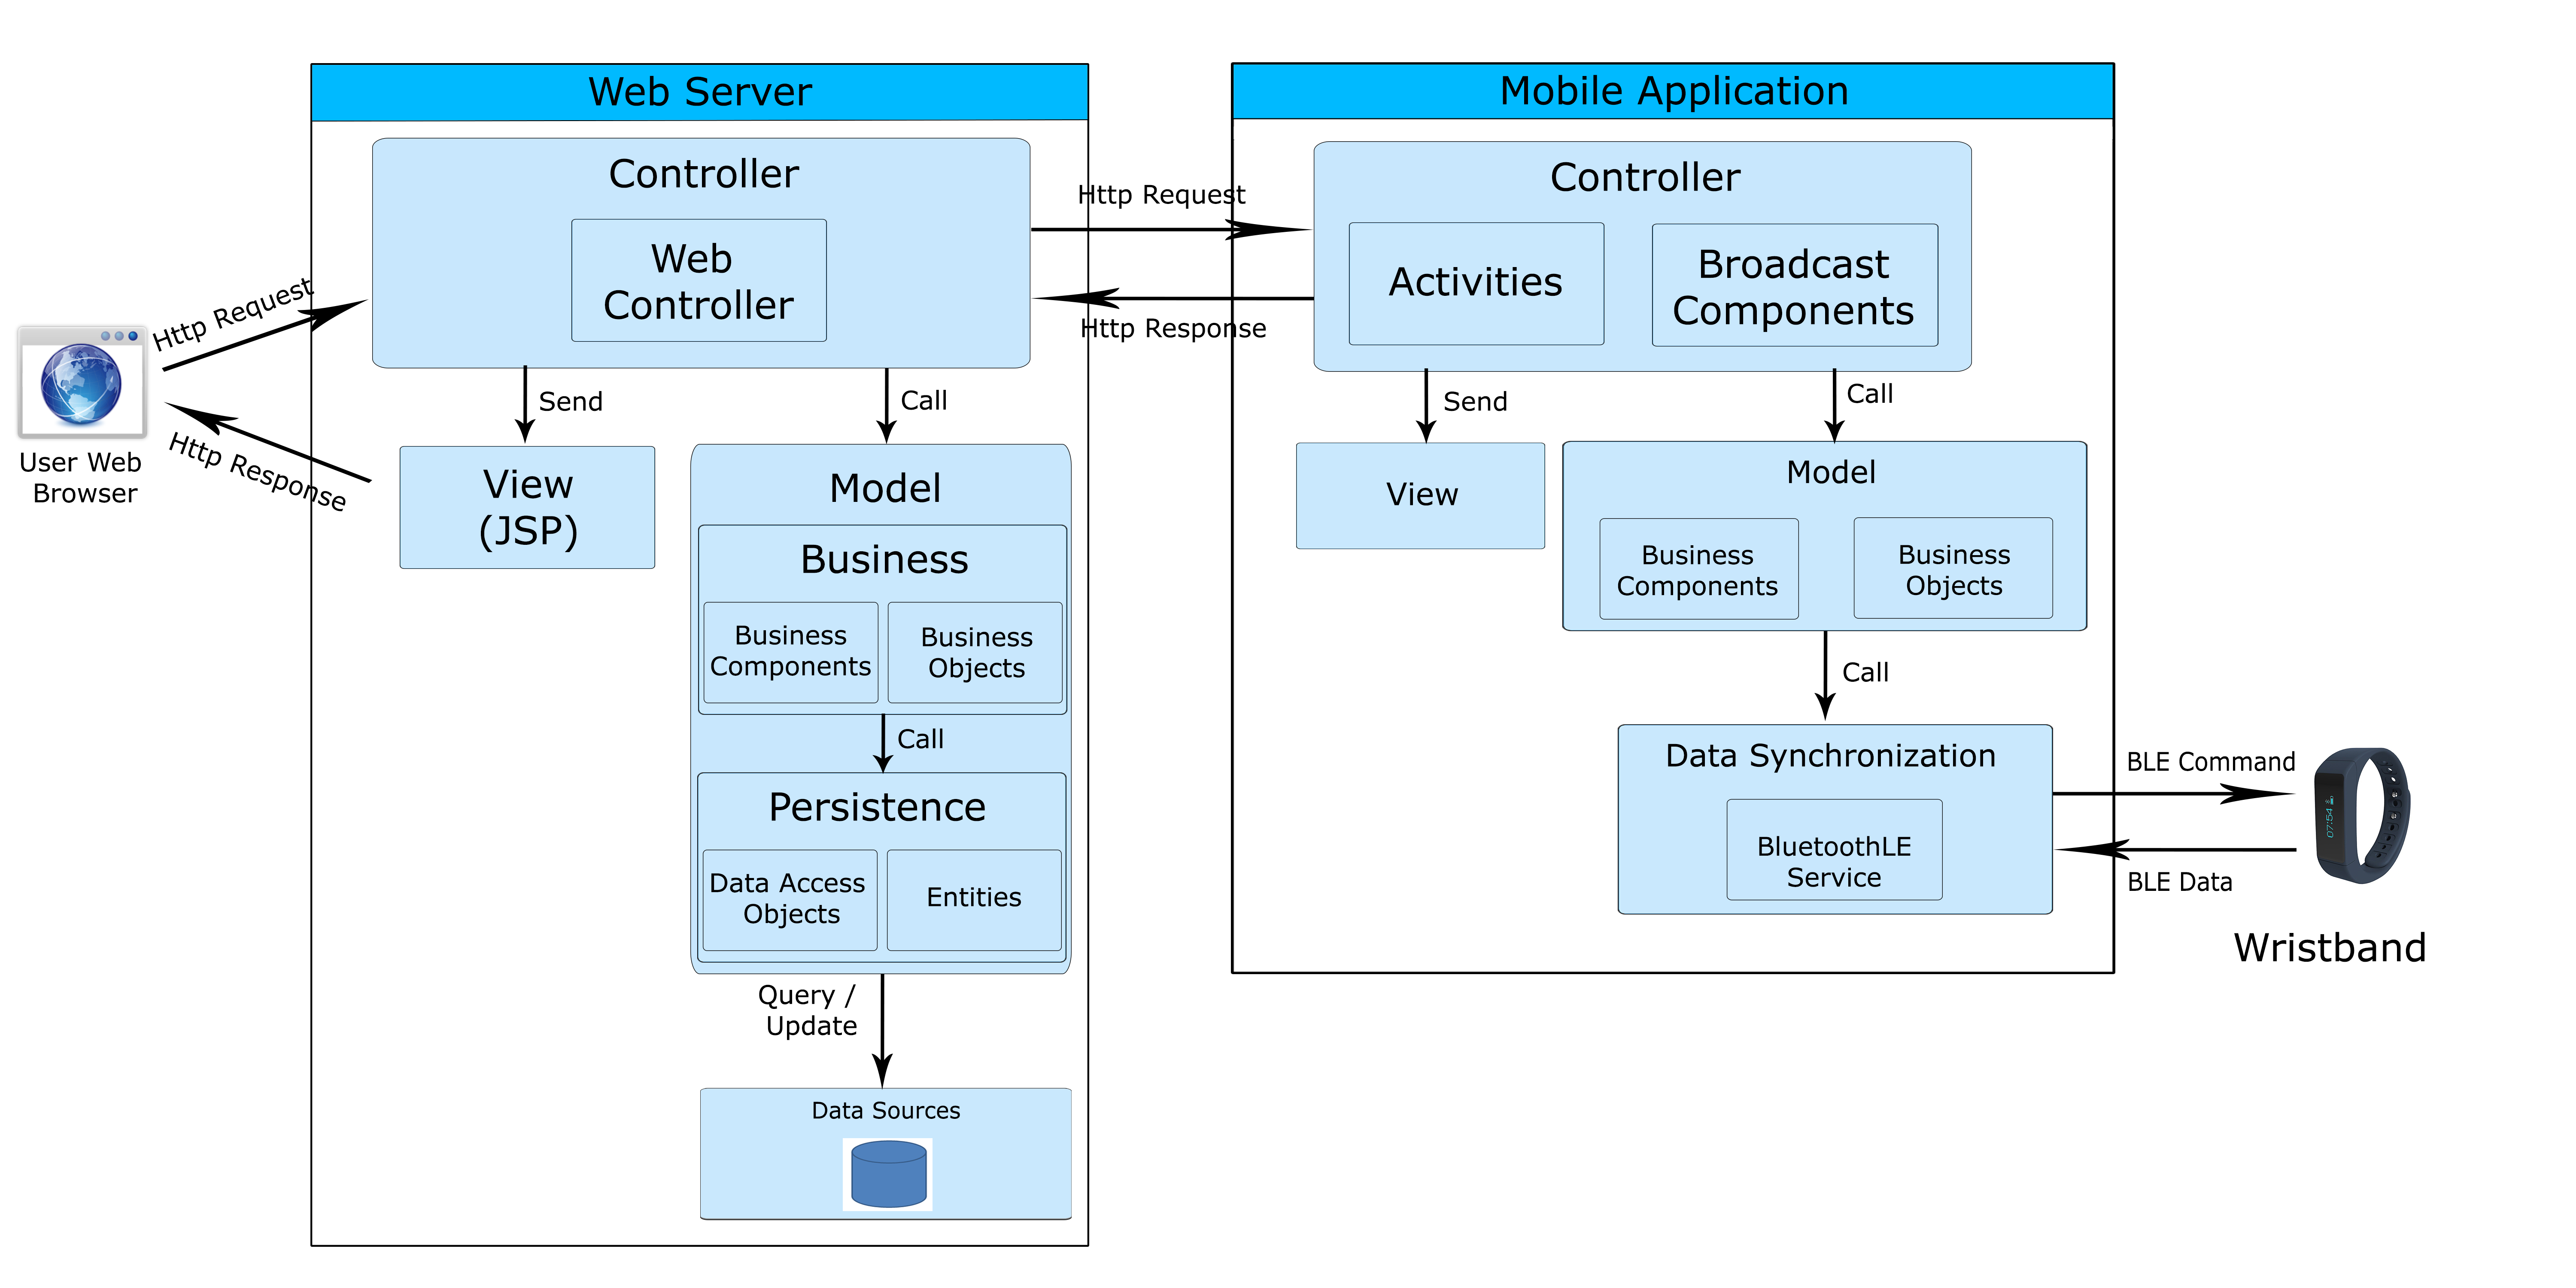 Web Server
Controller
Web
Controller
Http Request
Http Response
User Web
Browser
Send
Call
View
(JSP)
Model
Business
Business
Components
Business
Objects
Call
Persistence
Data Access
Objects
Entities
Query /
Update
Data Sources
Http Request
Http Response
Mobile Application
Controller
Activities
Broadcast
Components
Send
Call
View
Model
Business
Components
Business
Objects
Call
Data Synchronization
BluetoothLE
Service
BLE Command
BLE Data
07:54
Wristband